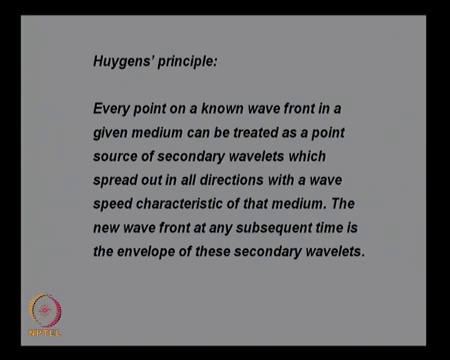 Huygens' principle:
Every point on a known wave front in a
given medium can be treated as a point
source of secondary wavelets which
spread out in all directions with a wave
speed characteristic of that medium. The
new wave front at any subsequent time is
the envelope of these secondary wavelets.
NPTEL